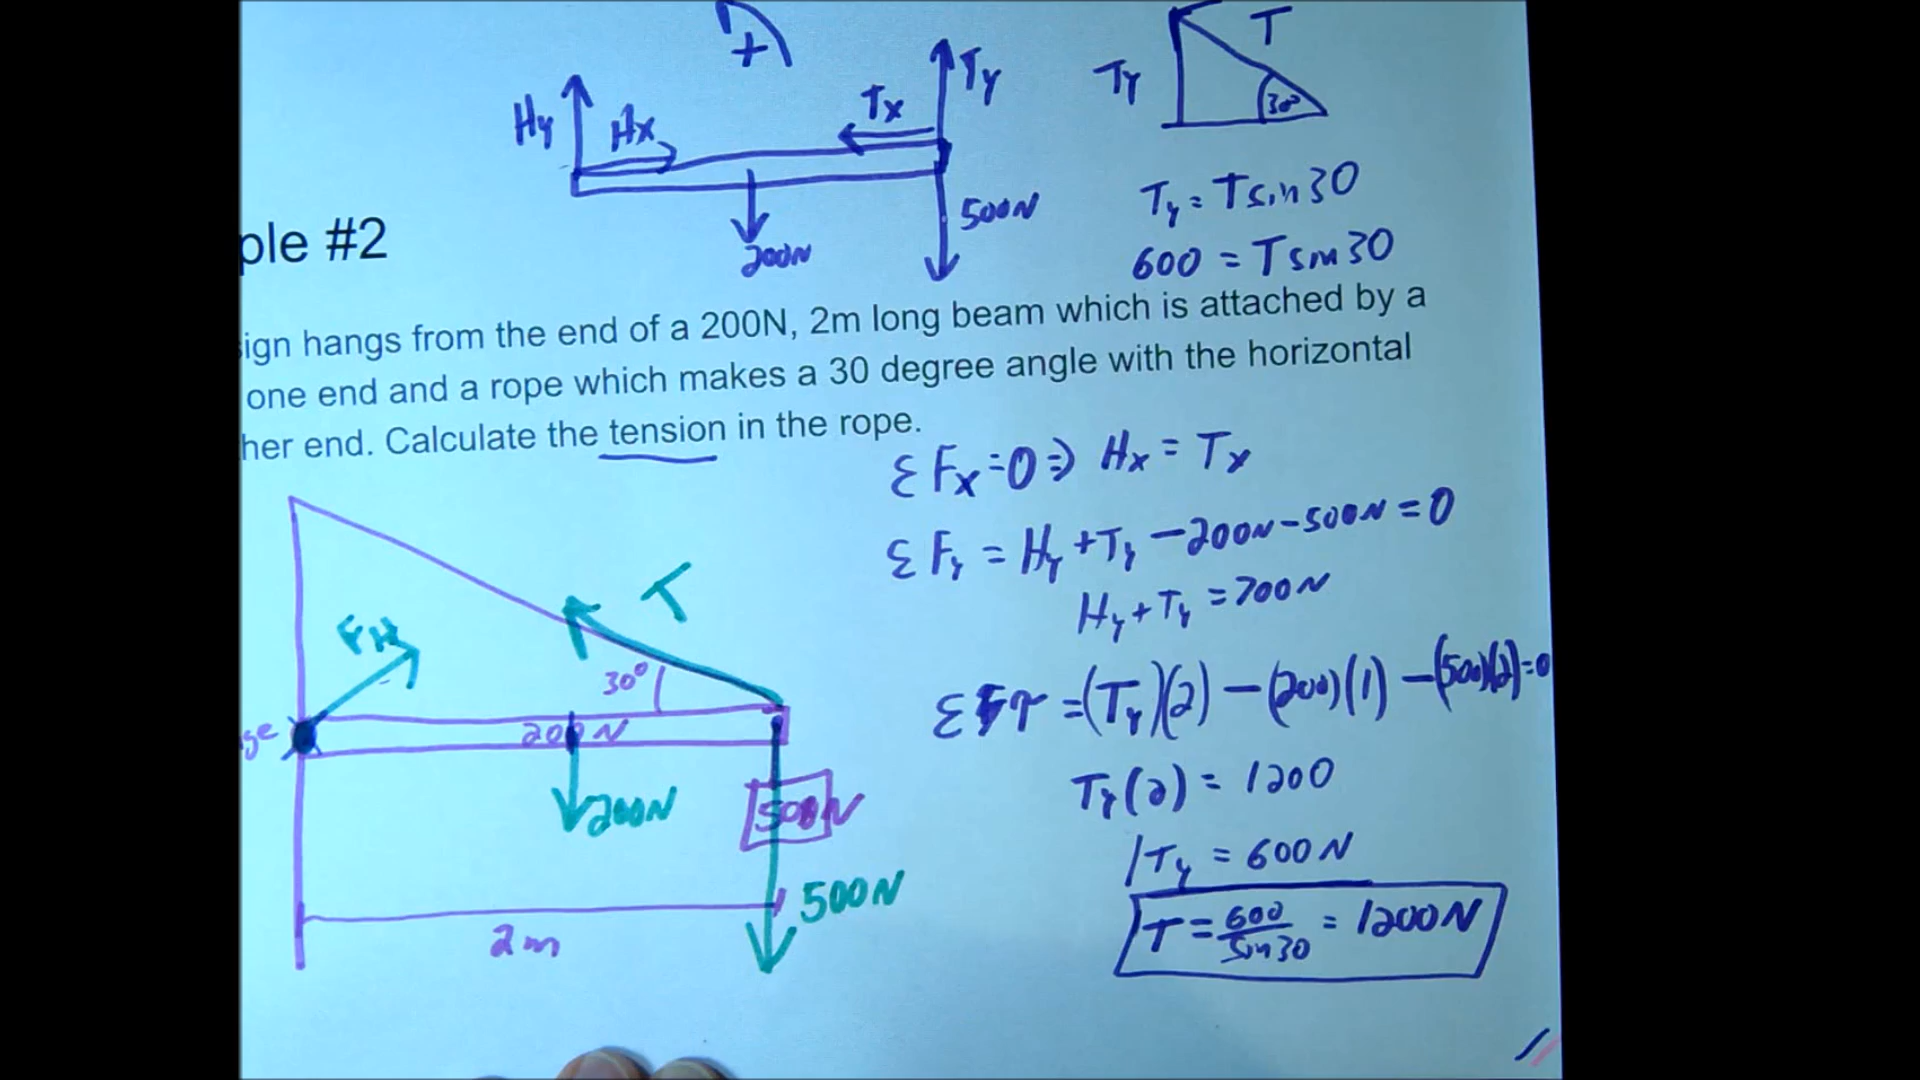 +
T
Ty
30°
Hy
Hx
Tx
Ty
200N
500N
Ty = T sin 30
600 = T sin 30
ple #2
ign hangs from the end of a 200N, 2m long beam which is attached by a
one end and a rope which makes a 30 degree angle with the horizontal
her end. Calculate the tension in the rope.
ΣFx=0⇒ Hx = Tx
ΣFy = Hy + Ty - 200N - 500N = 0
Hy + Ty = 700N
Στ = (Ty)(2) - (200)(1) - (500)(2) = 0
Ty(2) = 1200
Ty = 600N
T = 600/sin 30 = 1200N
T
FH
30°
ge
200N
200N
500N
500N
2m